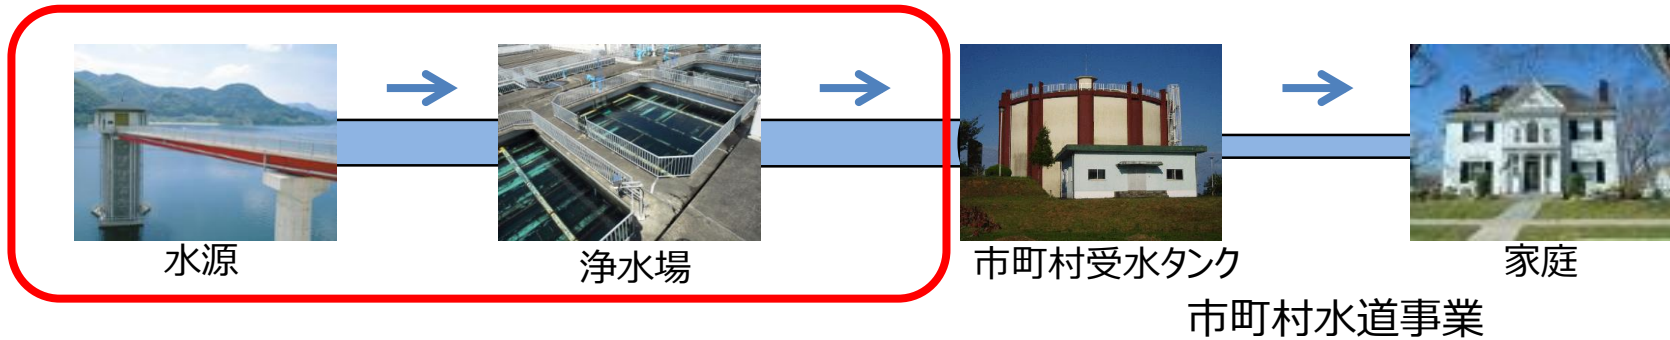 水源
浄水場
市町村受水タンク
家庭
市町村水道事業